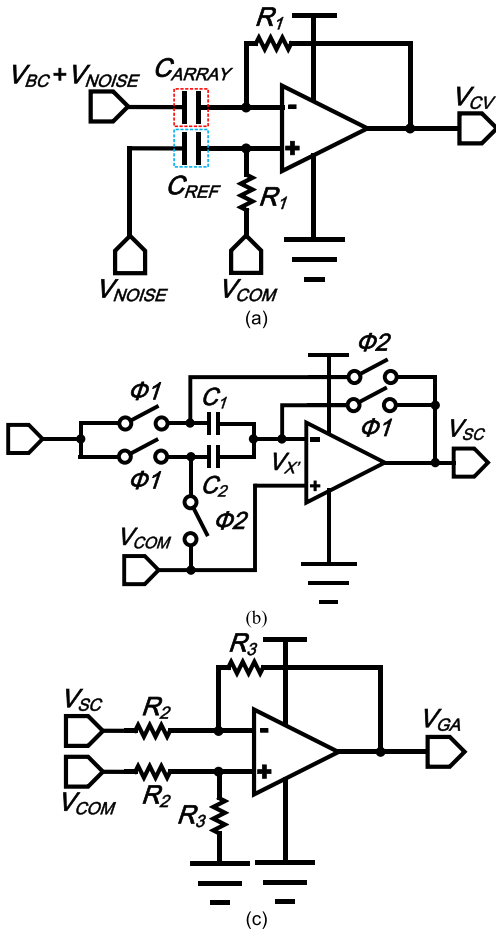 R1
VBC + VNOISE
CARRAY
VCV
-
+
CREF
R1
VNOISE
VCOM
(a)
Φ2
Φ1
C1
Φ1
VSC
-
Φ1
VX'
C2
+
Φ2
VCOM
(b)
R3
VSC
R2
VGA
-
R2
+
VCOM
R3
(c)